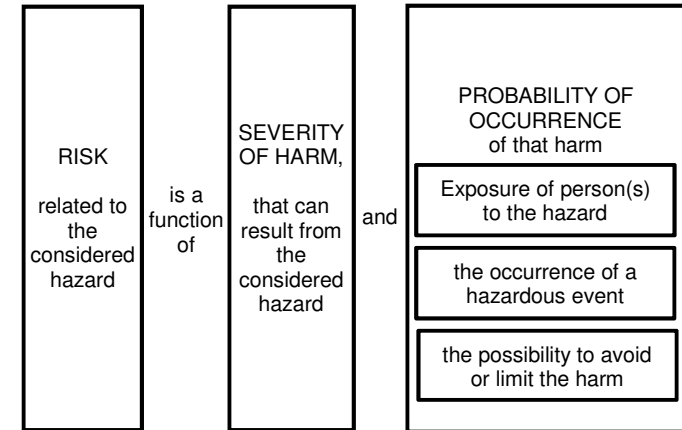 RISK
related to
the
considered
hazard
is a
function
of
SEVERITY
OF HARM,
that can
result from
the
considered
hazard
and
PROBABILITY OF
OCCURRENCE
of that harm
Exposure of person(s)
to the hazard
the occurrence of a
hazardous event
the possibility to avoid
or limit the harm